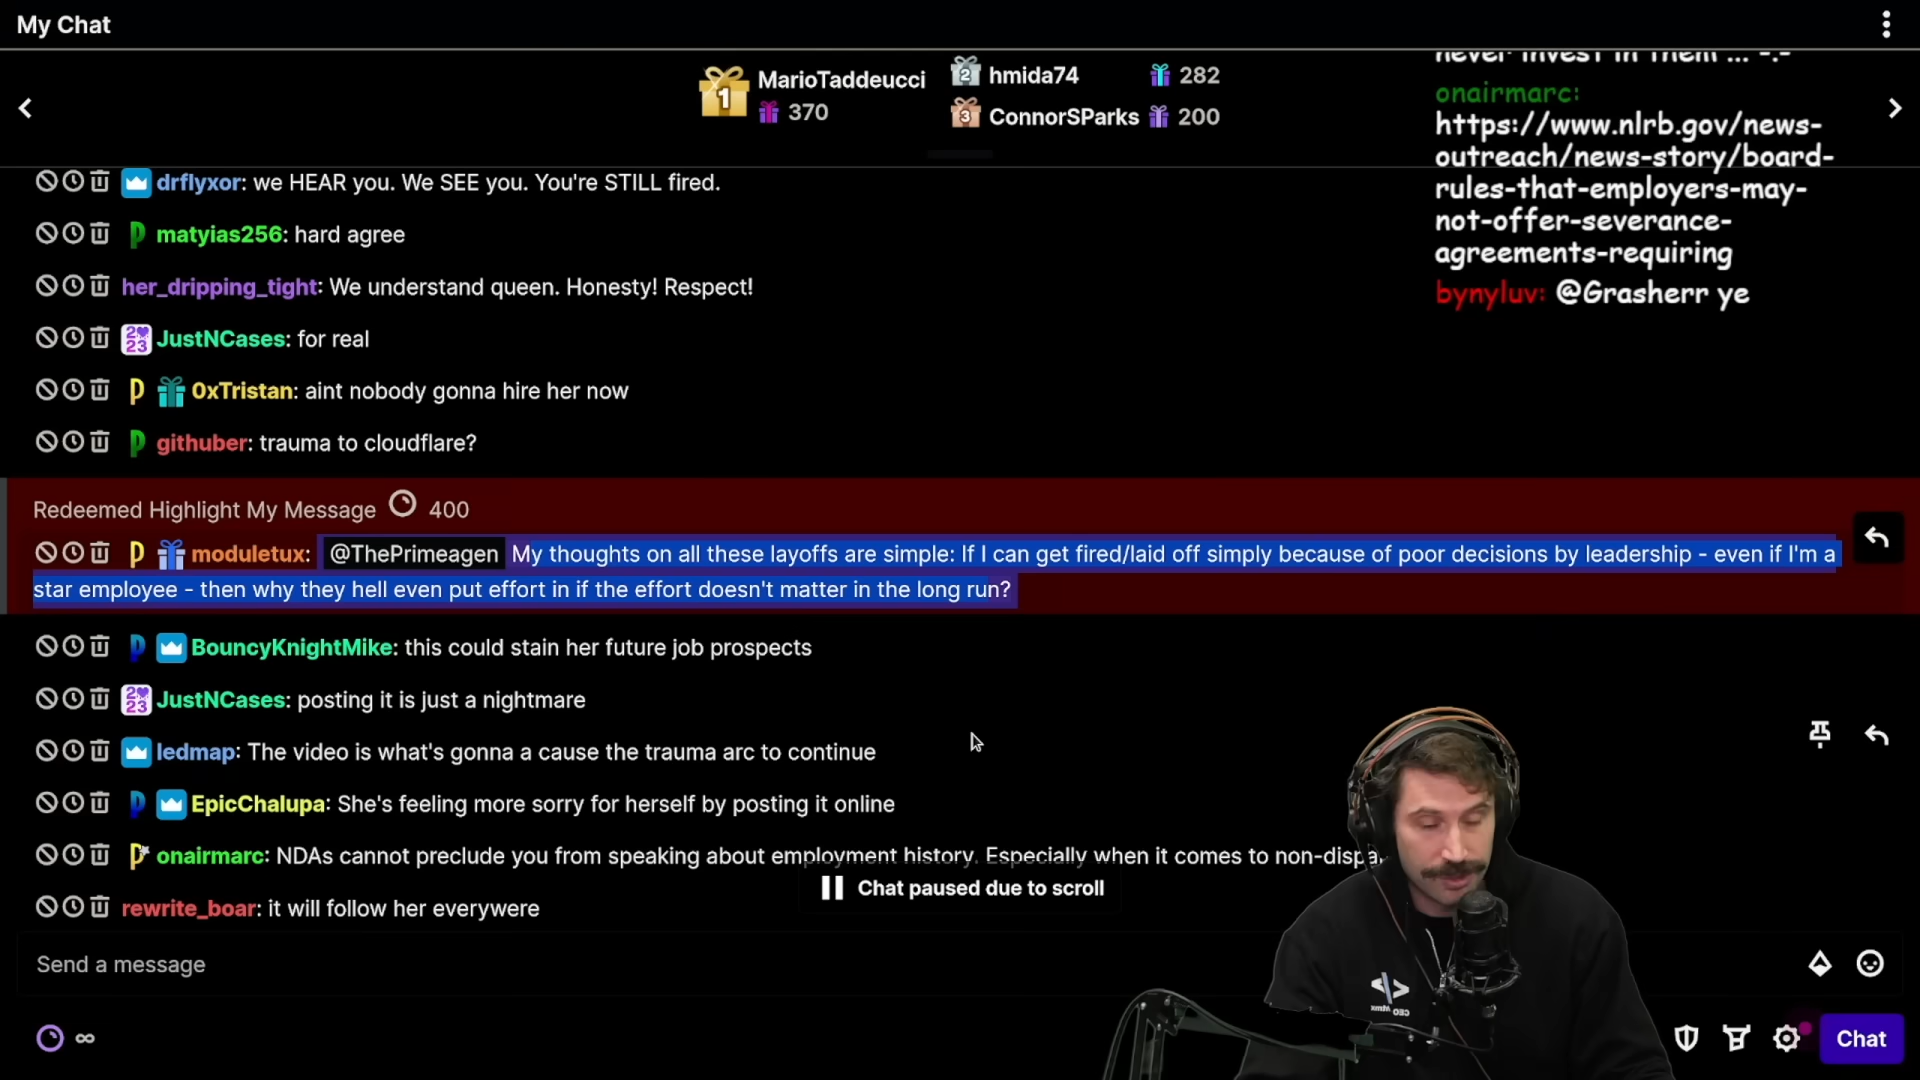 My Chat
1 MarioTaddeucci
370
2 hmida74 282
3 ConnorSParks 200
never invest in them ... -.-
onairmarc:
https://www.nlrb.gov/news-
outreach/news-story/board-
rules-that-employers-may-
not-offer-severance-
agreements-requiring
bynyluv: @Grasherr ye
drflyxor: we HEAR you. We SEE you. You're STILL fired.
matyias256: hard agree
her_dripping_tight: We understand queen. Honesty! Respect!
JustNCases: for real
0xTristan: aint nobody gonna hire her now
githuber: trauma to cloudflare?
Redeemed Highlight My Message 400
moduletux: @ThePrimeagen My thoughts on all these layoffs are simple: If I can get fired/laid off simply because of poor decisions by leadership - even if I'm a
star employee - then why they hell even put effort in if the effort doesn't matter in the long run?
BouncyKnightMike: this could stain her future job prospects
JustNCases: posting it is just a nightmare
ledmap: The video is what's gonna a cause the trauma arc to continue
EpicChalupa: She's feeling more sorry for herself by posting it online
onairmarc: NDAs cannot preclude you from speaking about employment history. Especially when it comes to non-dispa
Chat paused due to scroll
rewrite_boar: it will follow her everywere
Send a message
∞
Chat